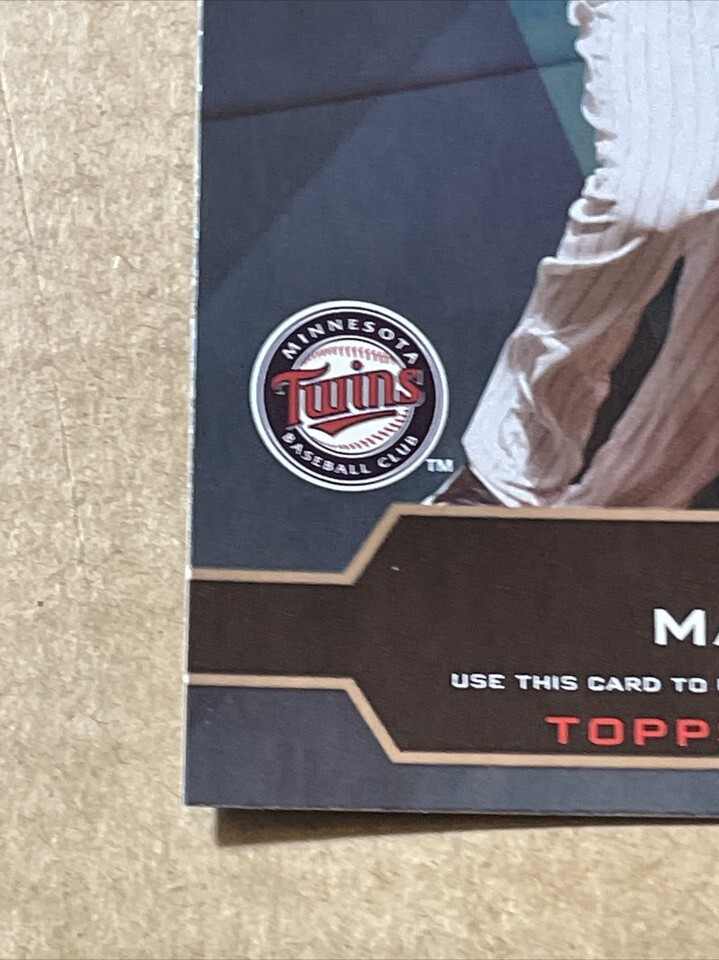 MINNESOTA
Twins
BASEBALL CLUB
TM
MA
USE THIS CARD TO
TOPP